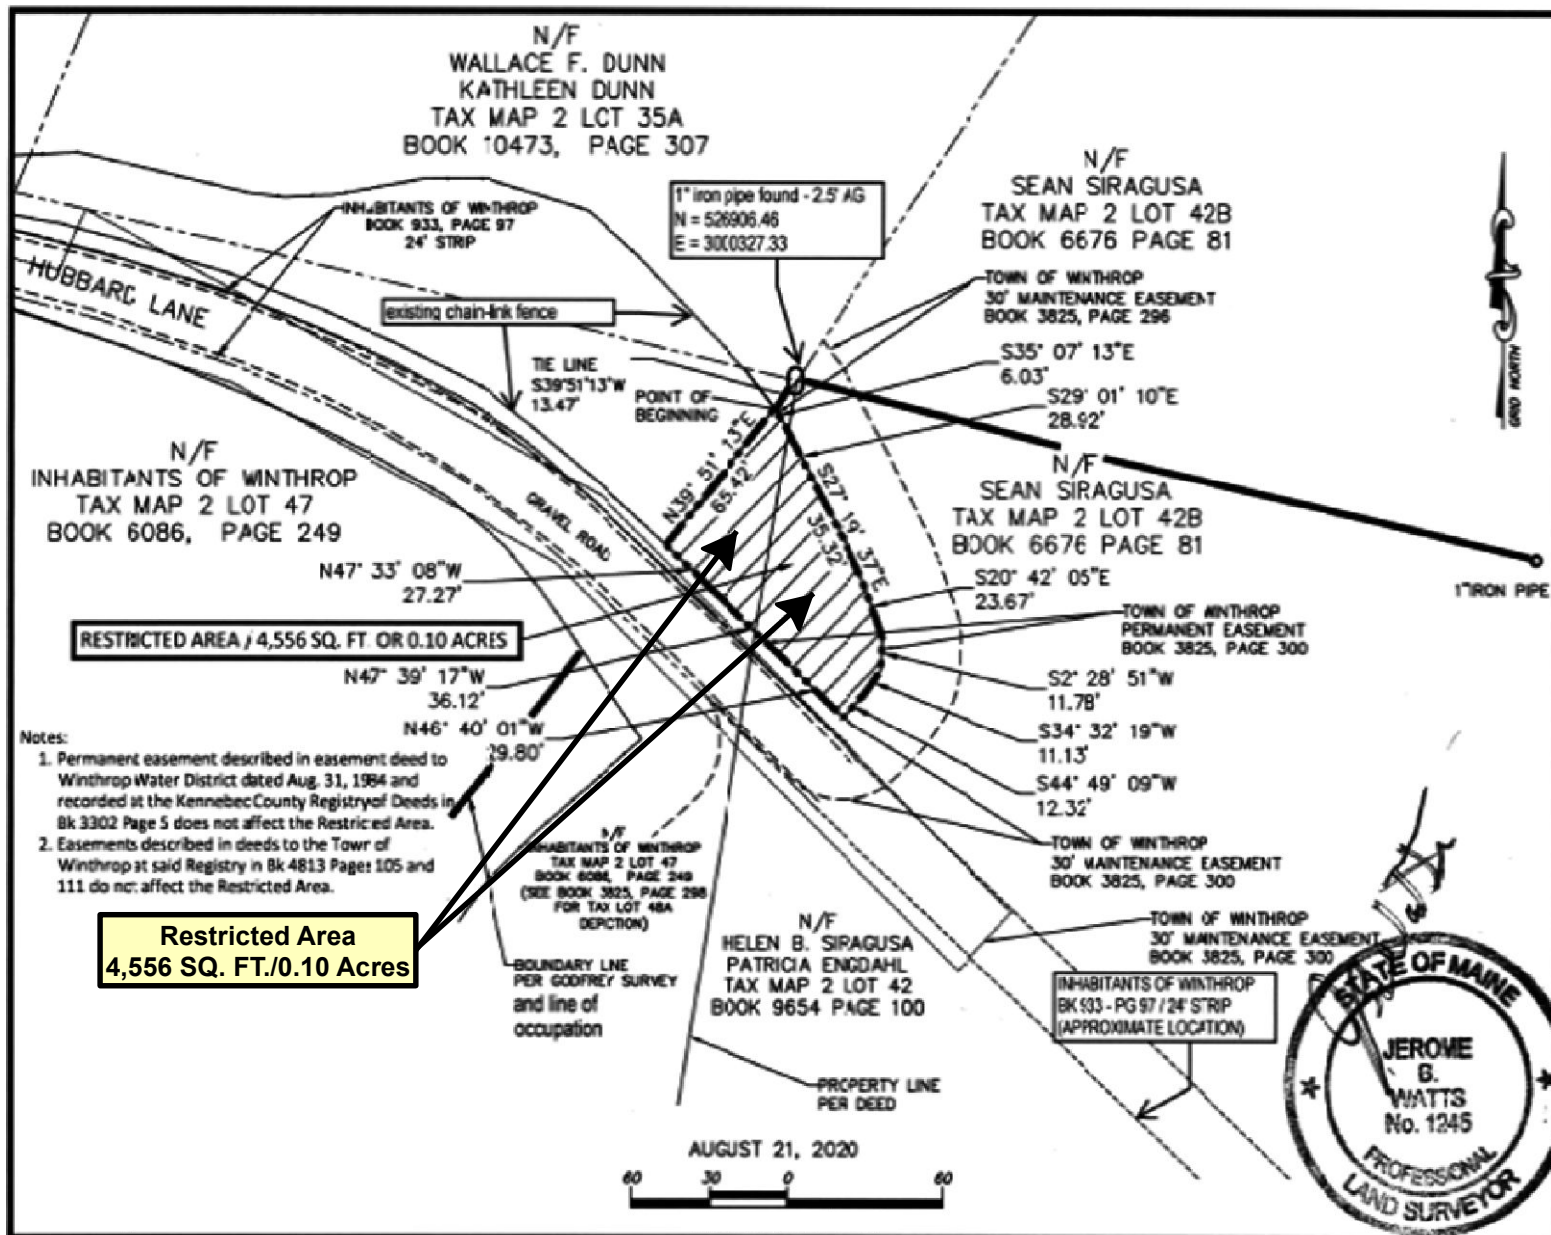 N/F
WALLACE F. DUNN
KATHLEEN DUNN
TAX MAP 2 LCT 35A
BOOK 10473, PAGE 307
N/F
SEAN SIRAGUSA
TAX MAP 2 LOT 42B
BOOK 6676 PAGE 81
1" iron pipe found - 2.5' AG
N = 526906.46
E = 3000327.33
INHABITANTS OF WINTHROP
BOOK 933, PAGE 97
24' STRIP
HUBBARD LANE
existing chain-link fence
TOWN OF WINTHROP
30' MAINTENANCE EASEMENT
BOOK 3825, PAGE 296
GRID NORTH
TIE LINE
S39°51'13"W
13.47'
POINT OF
BEGINNING
S35° 07' 13"E
6.03'
S29° 01' 10"E
28.92'
N/F
INHABITANTS OF WINTHROP
TAX MAP 2 LOT 47
BOOK 6086, PAGE 249
N39° 51' 13"E
65.42'
S27° 19' 37"E
35.32'
N/F
SEAN SIRAGUSA
TAX MAP 2 LOT 42B
BOOK 6676 PAGE 81
GRAVEL ROAD
N47° 33' 08"W
27.27'
S20° 42' 05"E
23.67'
1" IRON PIPE
RESTRICTED AREA / 4,556 SQ. FT. OR 0.10 ACRES
TOWN OF WINTHROP
PERMANENT EASEMENT
BOOK 3825, PAGE 300
N47° 39' 17"W
36.12'
S2° 28' 51"W
11.78'
N46° 40' 01"W
29.80'
S34° 32' 19"W
11.13'
S44° 49' 09"W
12.32'
Notes:
1. Permanent easement described in easement deed to
Winthrop Water District dated Aug. 31, 1984 and
recorded at the Kennebec County Registry of Deeds in
Bk 3302 Page 5 does not affect the Restricted Area.
2. Easements described in deeds to the Town of
Winthrop at said Registry in Bk 4813 Pages 105 and
111 do not affect the Restricted Area.
N/F
INHABITANTS OF WINTHROP
TAX MAP 2 LOT 47
BOOK 6086, PAGE 249
(SEE BOOK 3825, PAGE 298
FOR TAX LOT 48A
DEPICTION)
TOWN OF WINTHROP
30' MAINTENANCE EASEMENT
BOOK 3825, PAGE 300
Restricted Area
4,556 SQ. FT./0.10 Acres
N/F
HELEN B. SIRAGUSA
PATRICIA ENGDAHL
TAX MAP 2 LOT 42
BOOK 9654 PAGE 100
TOWN OF WINTHROP
30' MAINTENANCE EASEMENT
BOOK 3825, PAGE 300
BOUNDARY LINE
PER GODFREY SURVEY
and line of
occupation
INHABITANTS OF WINTHROP
BK 933 - PG 97 / 24' STRIP
(APPROXIMATE LOCATION)
PROPERTY LINE
PER DEED
STATE OF MAINE
JEROME
B.
WATTS
No. 1245
PROFESSIONAL
LAND SURVEYOR
AUGUST 21, 2020
60 30 0 60